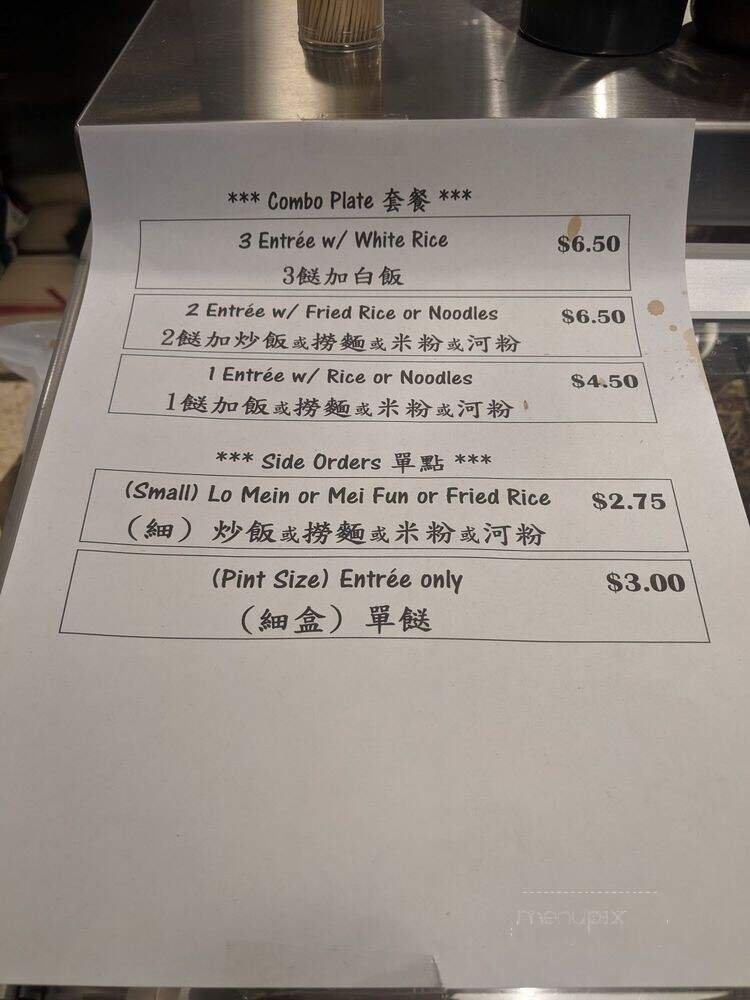 *** Combo Plate 套餐 ***
3 Entrée w/ White Rice $6.50
3餸加白飯
2 Entrée w/ Fried Rice or Noodles $6.50
2餸加炒飯或撈麵或米粉或河粉
1 Entrée w/ Rice or Noodles $4.50
1餸加飯或撈麵或米粉或河粉
*** Side Orders 單點 ***
(Small) Lo Mein or Mei Fun or Fried Rice $2.75
（細）炒飯或撈麵或米粉或河粉
(Pint Size) Entrée only $3.00
（細盒）單餸
menupix